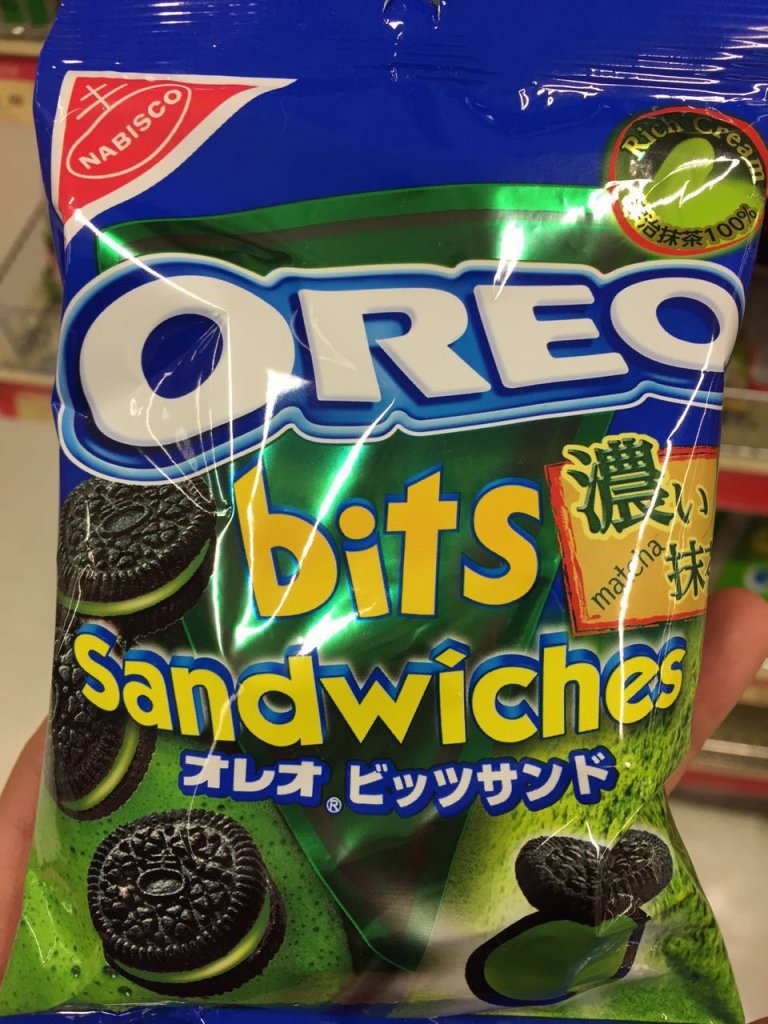 NABISCO
Rich Cream
治抹茶100%
OREO
bits
濃い
matcha
抹
sandwiches
オレオ® ビッツサンド